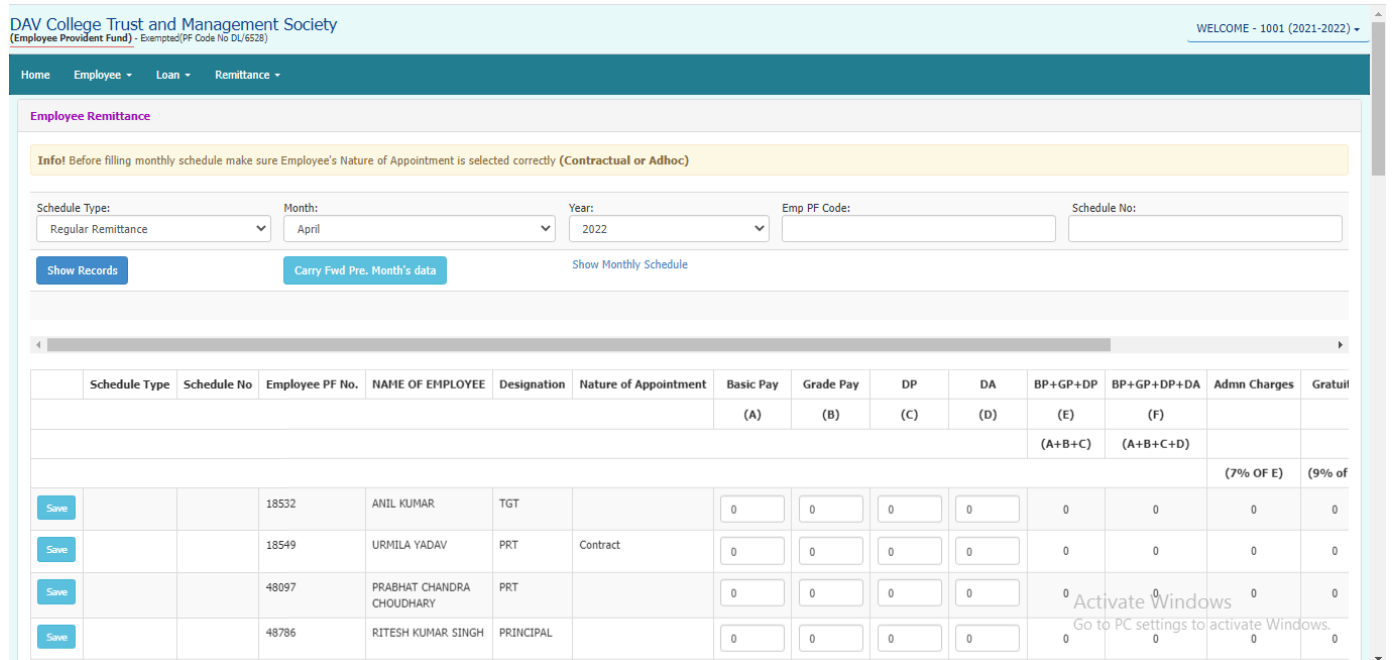 DAV College Trust and Management Society
(Employee Provident Fund) - Exempted(PF Code No DL/6528)
WELCOME - 1001 (2021-2022)
Home Employee Loan Remittance
Employee Remittance
Info! Before filling monthly schedule make sure Employee's Nature of Appointment is selected correctly (Contractual or Adhoc)
Schedule Type: Month: Year: Emp PF Code: Schedule No:
Regular Remittance April 2022
Show Records Carry Fwd Pre. Month's data Show Monthly Schedule
Schedule Type Schedule No Employee PF No. NAME OF EMPLOYEE Designation Nature of Appointment Basic Pay Grade Pay DP DA BP+GP+DP BP+GP+DP+DA Admn Charges Gratuit
(A) (B) (C) (D) (E) (F)
(A+B+C) (A+B+C+D)
(7% OF E) (9% of
Save 18532 ANIL KUMAR TGT 0 0 0 0 0 0 0 0
Save 18549 URMILA YADAV PRT Contract 0 0 0 0 0 0 0 0
Save 48097 PRABHAT CHANDRA CHOUDHARY PRT 0 0 0 0 0 0 0 0
Save 48786 RITESH KUMAR SINGH PRINCIPAL 0 0 0 0 0 0 0 0
Activate Windows
Go to PC settings to activate Windows.